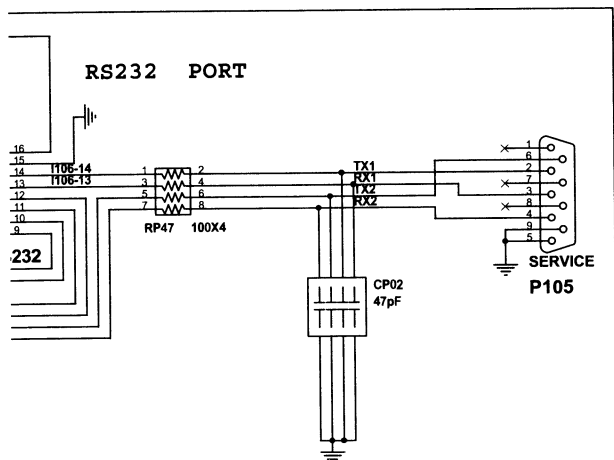 RS232 PORT
16
15
14
13
12
11
10
9
I106-14
I106-13
232
1
3
5
7
2
4
6
8
RP47 100X4
TX1
RX1
TX2
RX2
CP02
47pF
1
6
2
7
3
8
4
9
5
SERVICE
P105